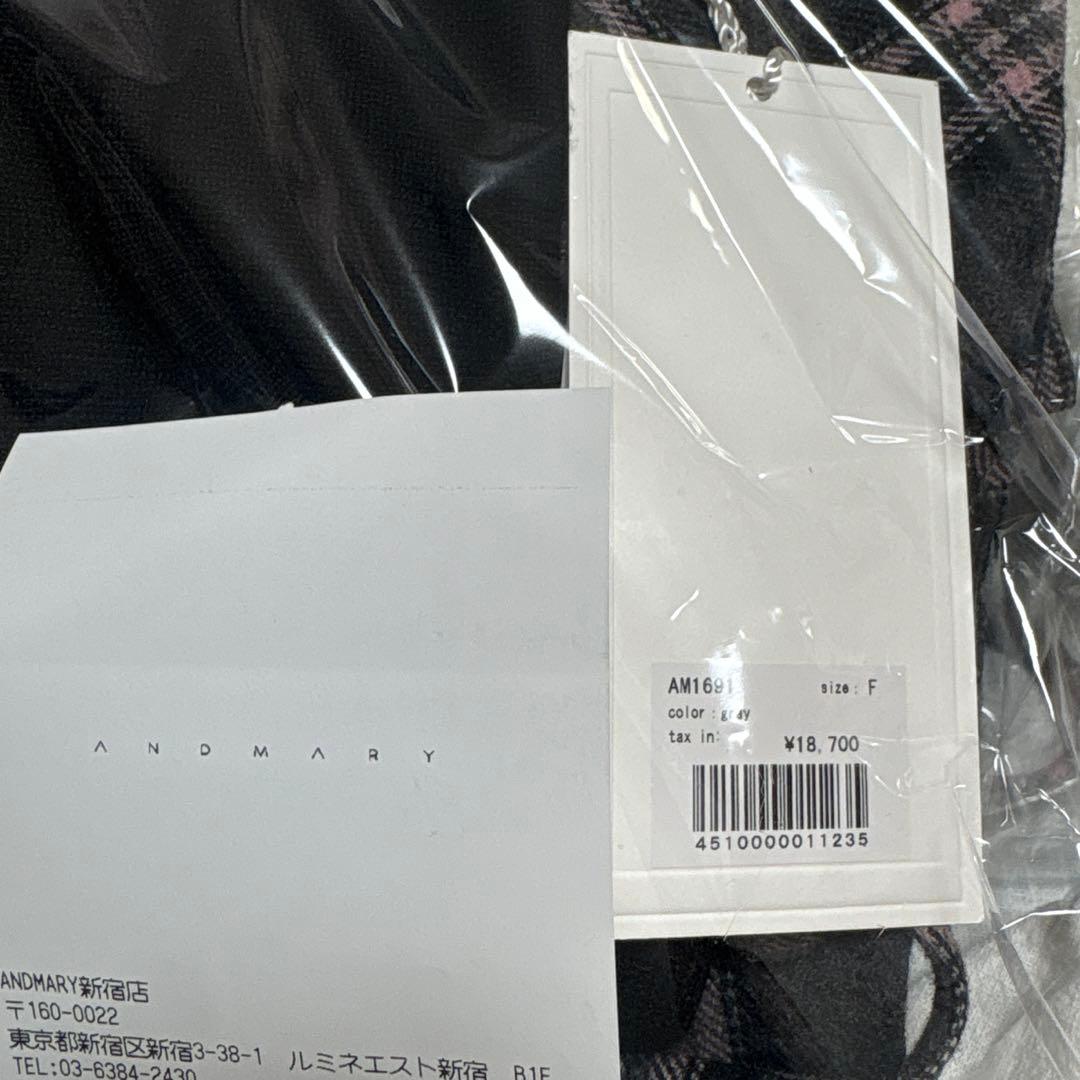 AM1691 size: F
color : gray
tax in:
¥18,700
4510000011235
ANDMARY
ANDMARY新宿店
〒160-0022
東京都新宿区新宿3-38-1 ルミネエスト新宿 B1F
TEL:03-6384-2430